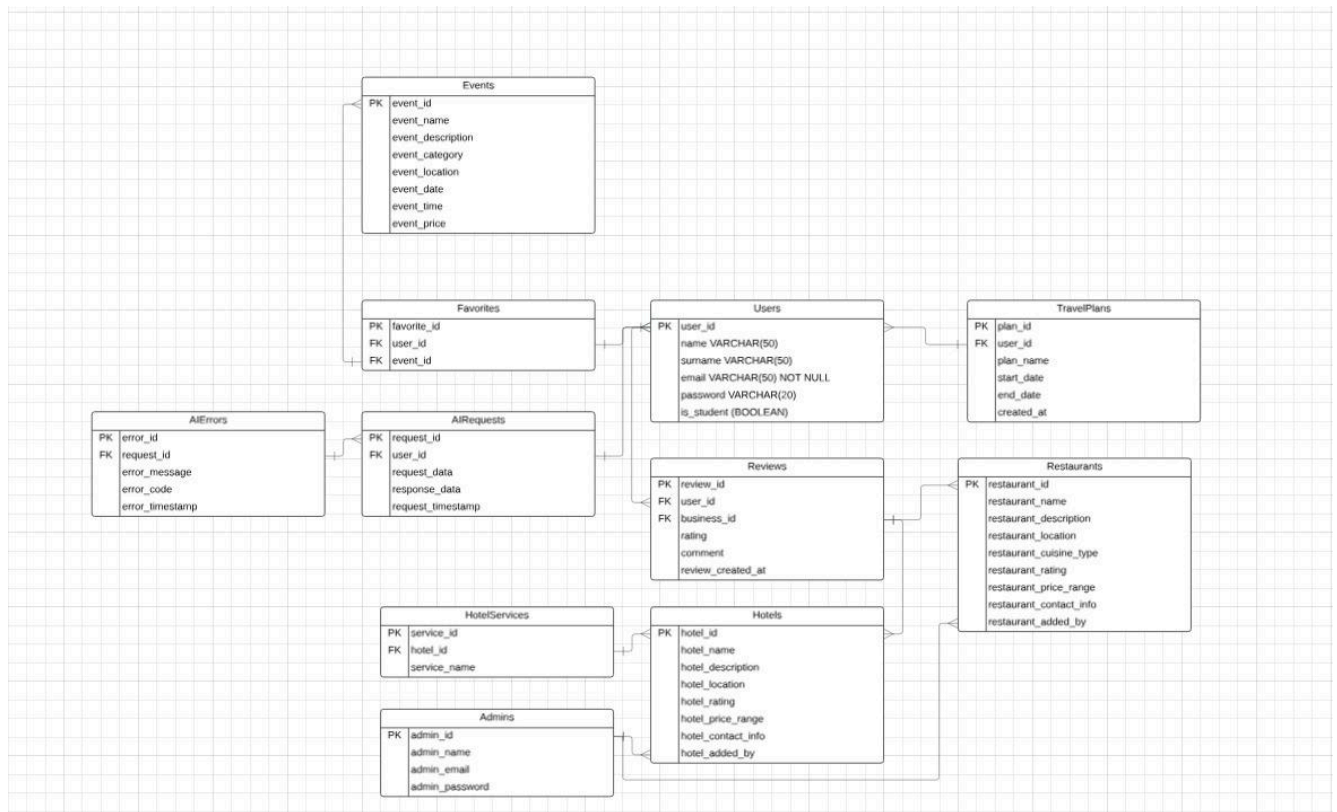 Events
PK event_id
event_name
event_description
event_category
event_location
event_date
event_time
event_price
Favorites
PK favorite_id
FK user_id
FK event_id
Users
PK user_id
name VARCHAR(50)
surname VARCHAR(50)
email VARCHAR(50) NOT NULL
password VARCHAR(20)
is_student (BOOLEAN)
TravelPlans
PK plan_id
FK user_id
plan_name
start_date
end_date
created_at
AIErrors
PK error_id
FK request_id
error_message
error_code
error_timestamp
AIRequests
PK request_id
FK user_id
request_data
response_data
request_timestamp
Reviews
PK review_id
FK user_id
FK business_id
rating
comment
review_created_at
Restaurants
PK restaurant_id
restaurant_name
restaurant_description
restaurant_location
restaurant_cuisine_type
restaurant_rating
restaurant_price_range
restaurant_contact_info
restaurant_added_by
HotelServices
PK service_id
FK hotel_id
service_name
Hotels
PK hotel_id
hotel_name
hotel_description
hotel_location
hotel_rating
hotel_price_range
hotel_contact_info
hotel_added_by
Admins
PK admin_id
admin_name
admin_email
admin_password